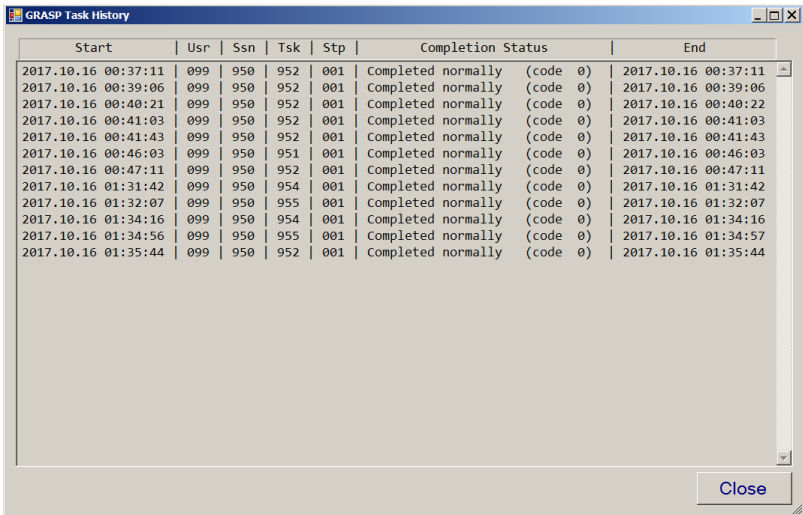 GRASP Task History
Start | Usr | Ssn | Tsk | Stp | Completion Status | End
2017.10.16 00:37:11 | 099 | 950 | 952 | 001 | Completed normally (code 0) | 2017.10.16 00:37:11
2017.10.16 00:39:06 | 099 | 950 | 952 | 001 | Completed normally (code 0) | 2017.10.16 00:39:06
2017.10.16 00:40:21 | 099 | 950 | 952 | 001 | Completed normally (code 0) | 2017.10.16 00:40:22
2017.10.16 00:41:03 | 099 | 950 | 952 | 001 | Completed normally (code 0) | 2017.10.16 00:41:03
2017.10.16 00:41:43 | 099 | 950 | 952 | 001 | Completed normally (code 0) | 2017.10.16 00:41:43
2017.10.16 00:46:03 | 099 | 950 | 951 | 001 | Completed normally (code 0) | 2017.10.16 00:46:03
2017.10.16 00:47:11 | 099 | 950 | 952 | 001 | Completed normally (code 0) | 2017.10.16 00:47:11
2017.10.16 01:31:42 | 099 | 950 | 954 | 001 | Completed normally (code 0) | 2017.10.16 01:31:42
2017.10.16 01:32:07 | 099 | 950 | 955 | 001 | Completed normally (code 0) | 2017.10.16 01:32:07
2017.10.16 01:34:16 | 099 | 950 | 954 | 001 | Completed normally (code 0) | 2017.10.16 01:34:16
2017.10.16 01:34:56 | 099 | 950 | 955 | 001 | Completed normally (code 0) | 2017.10.16 01:34:57
2017.10.16 01:35:44 | 099 | 950 | 952 | 001 | Completed normally (code 0) | 2017.10.16 01:35:44
Close